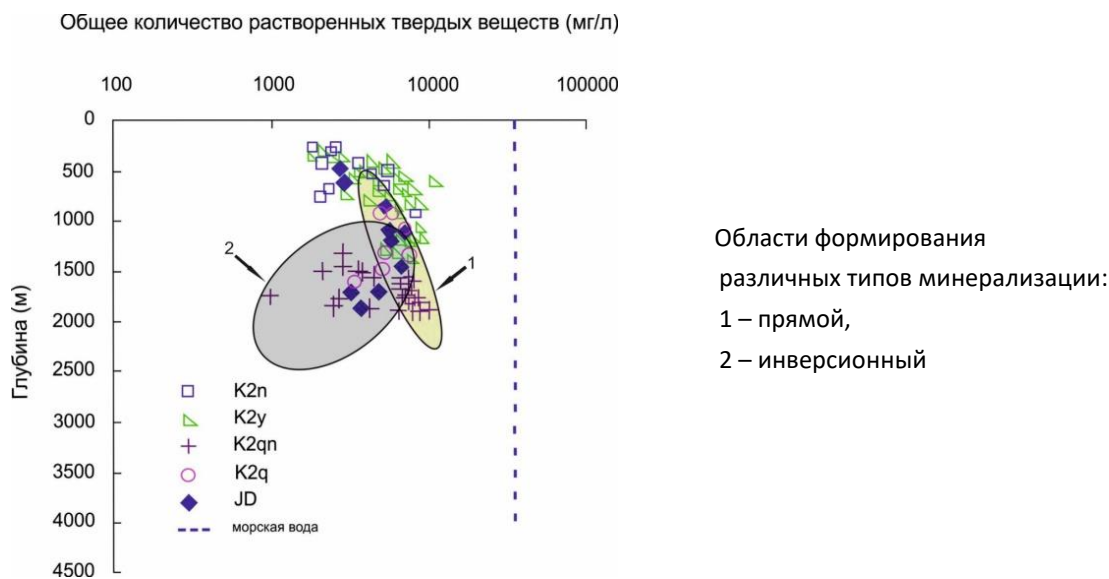 Общее количество растворенных твердых веществ (мг/л)
100 1000 10000 100000
0
500
1000
1500
2000
2500
3000
3500
4000
4500
Глубина (м)
2
1
K2n
K2y
K2qn
K2q
JD
морская вода
Области формирования
различных типов минерализации:
1 – прямой,
2 – инверсионный